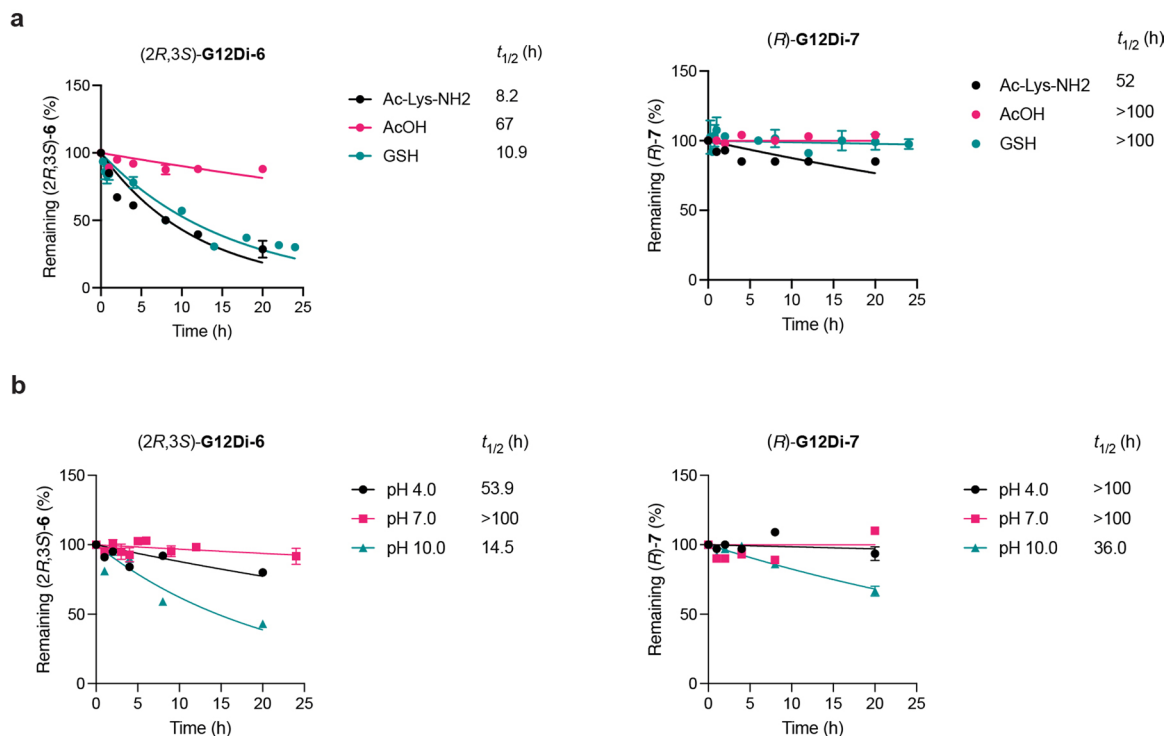 a
(2R,3S)-G12Di-6
t1/2 (h)
Ac-Lys-NH2 8.2
AcOH 67
GSH 10.9
Remaining (2R,3S)-6 (%)
150
100
50
0
0 5 10 15 20 25
Time (h)
(R)-G12Di-7
t1/2 (h)
Ac-Lys-NH2 52
AcOH >100
GSH >100
Remaining (R)-7 (%)
150
100
50
0
0 5 10 15 20 25
Time (h)
b
(2R,3S)-G12Di-6
t1/2 (h)
pH 4.0 53.9
pH 7.0 >100
pH 10.0 14.5
Remaining (2R,3S)-6 (%)
150
100
50
0
0 5 10 15 20 25
Time (h)
(R)-G12Di-7
t1/2 (h)
pH 4.0 >100
pH 7.0 >100
pH 10.0 36.0
Remaining (R)-7 (%)
150
100
50
0
0 5 10 15 20 25
Time (h)